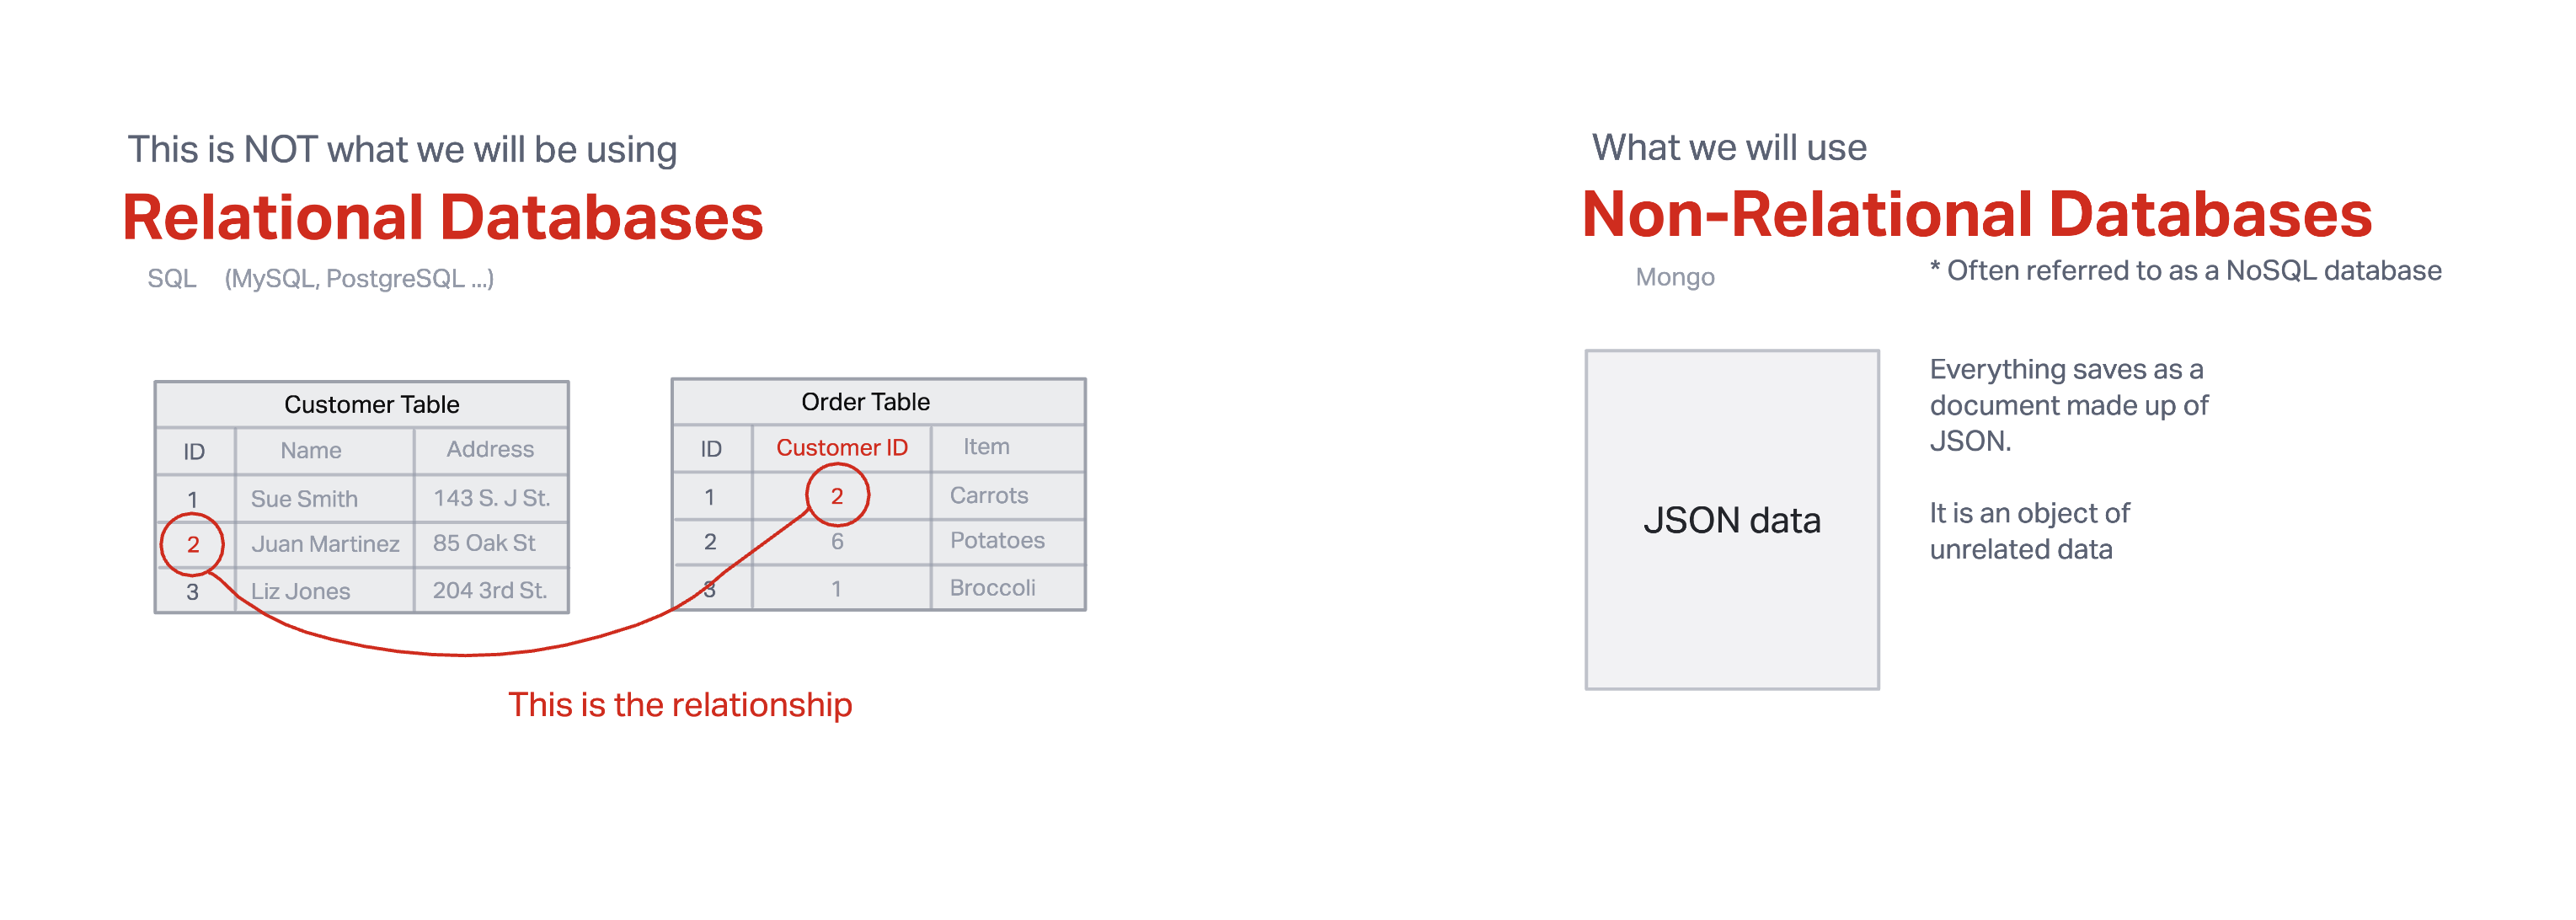 This is NOT what we will be using
Relational Databases
SQL (MySQL, PostgreSQL ...)
Customer Table
ID Name Address
1 Sue Smith 143 S. J St.
2 Juan Martinez 85 Oak St
3 Liz Jones 204 3rd St.
Order Table
ID Customer ID Item
1 2 Carrots
2 6 Potatoes
3 1 Broccoli
This is the relationship
What we will use
Non-Relational Databases
Mongo
* Often referred to as a NoSQL database
JSON data
Everything saves as a
document made up of
JSON.
It is an object of
unrelated data